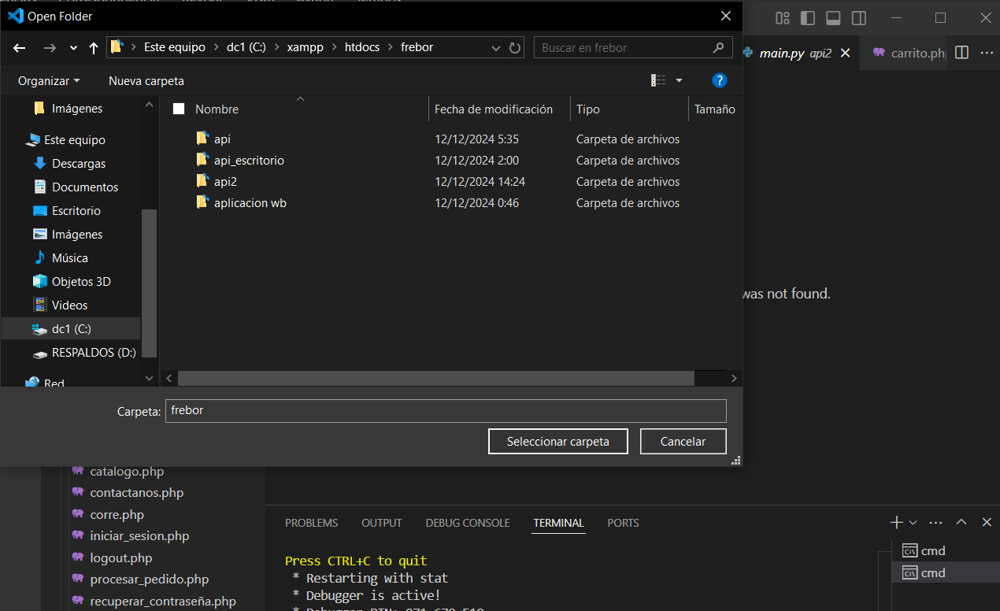 Open Folder
Este equipo dc1 (C:) xampp htdocs frebor
Buscar en frebor
main.py api2
carrito.ph
Organizar
Nueva carpeta
Imágenes
Este equipo
Descargas
Documentos
Escritorio
Imágenes
Música
Objetos 3D
Videos
dc1 (C:)
RESPALDOS (D:)
Red
Nombre Fecha de modificación Tipo Tamaño
api 12/12/2024 5:35 Carpeta de archivos
api_escritorio 12/12/2024 2:00 Carpeta de archivos
api2 12/12/2024 14:24 Carpeta de archivos
aplicacion wb 12/12/2024 0:46 Carpeta de archivos
was not found.
Carpeta: frebor
Seleccionar carpeta
Cancelar
catalogo.php
contactanos.php
corre.php
iniciar_sesion.php
logout.php
procesar_pedido.php
recuperar_contraseña.php
PROBLEMS OUTPUT DEBUG CONSOLE TERMINAL PORTS
Press CTRL+C to quit
* Restarting with stat
* Debugger is active!
* Debugger PIN:
cmd
cmd